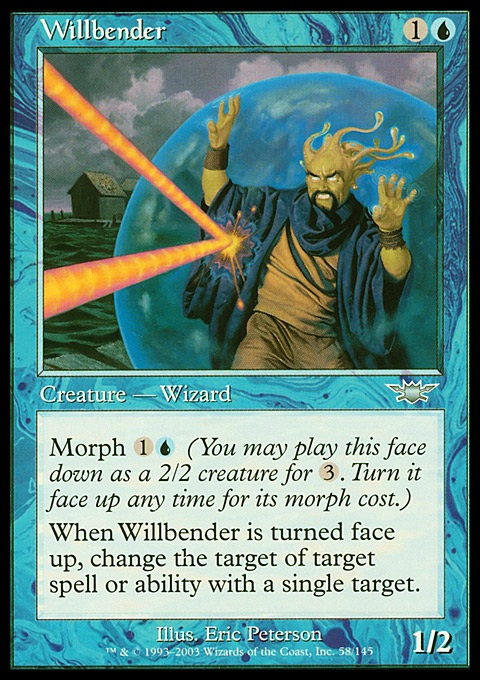 Willbender 1
Creature — Wizard
Morph 1 (You may play this face
down as a 2/2 creature for 3. Turn it
face up any time for its morph cost.)
When Willbender is turned face
up, change the target of target
spell or ability with a single target.
Illus. Eric Peterson
™ & © 1993–2003 Wizards of the Coast, Inc. 58/145
1/2